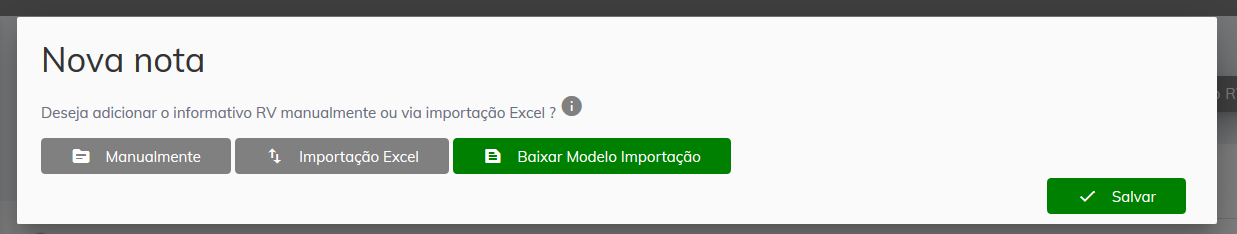 Nova nota
Deseja adicionar o informativo RV manualmente ou via importação Excel ?
Manualmente
Importação Excel
Baixar Modelo Importação
Salvar